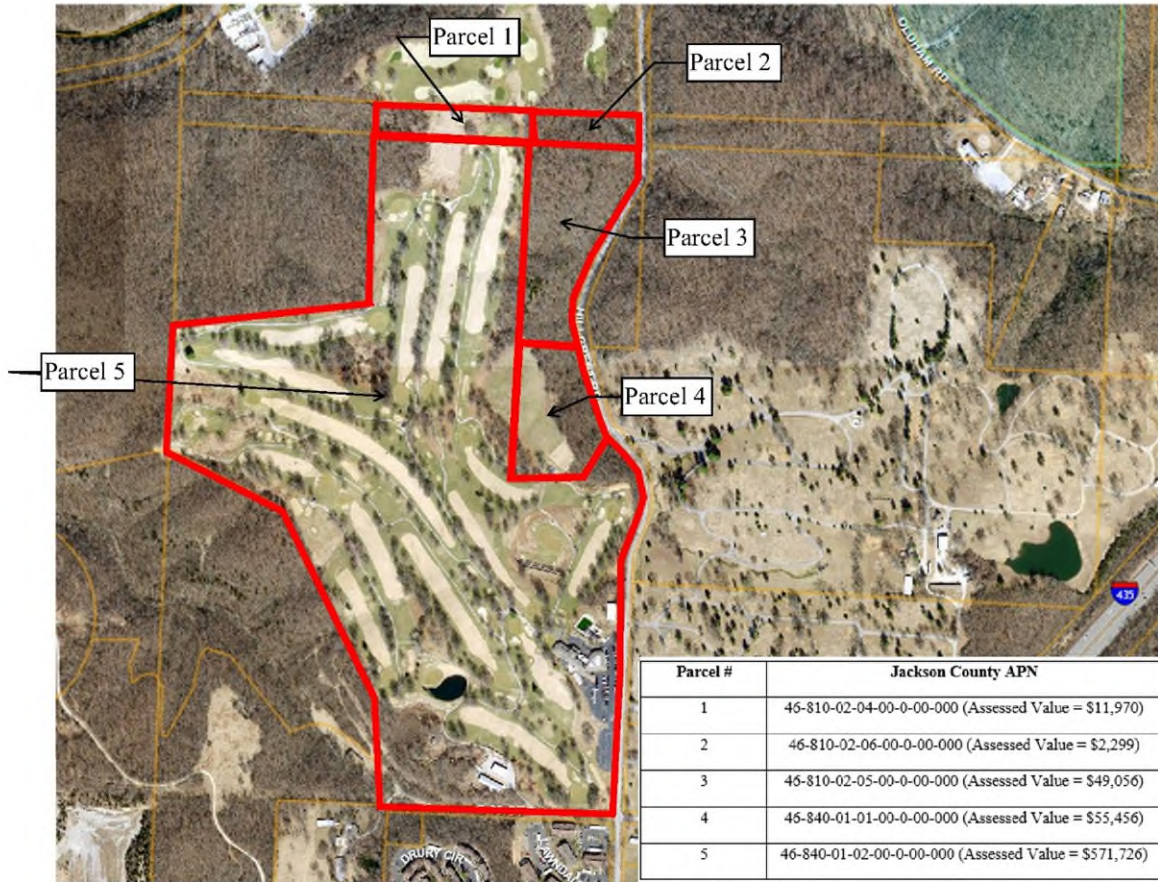 Parcel 1
Parcel 2
OLDHAM RD
Parcel 3
Parcel 5
Parcel 4
435
Parcel # Jackson County APN
1 46-810-02-04-00-0-00-000 (Assessed Value = $11,970)
2 46-810-02-06-00-0-00-000 (Assessed Value = $2,299)
3 46-810-02-05-00-0-00-000 (Assessed Value = $49,056)
4 46-840-01-01-00-0-00-000 (Assessed Value = $55,456)
5 46-840-01-02-00-0-00-000 (Assessed Value = $571,726)
DRURY CIR